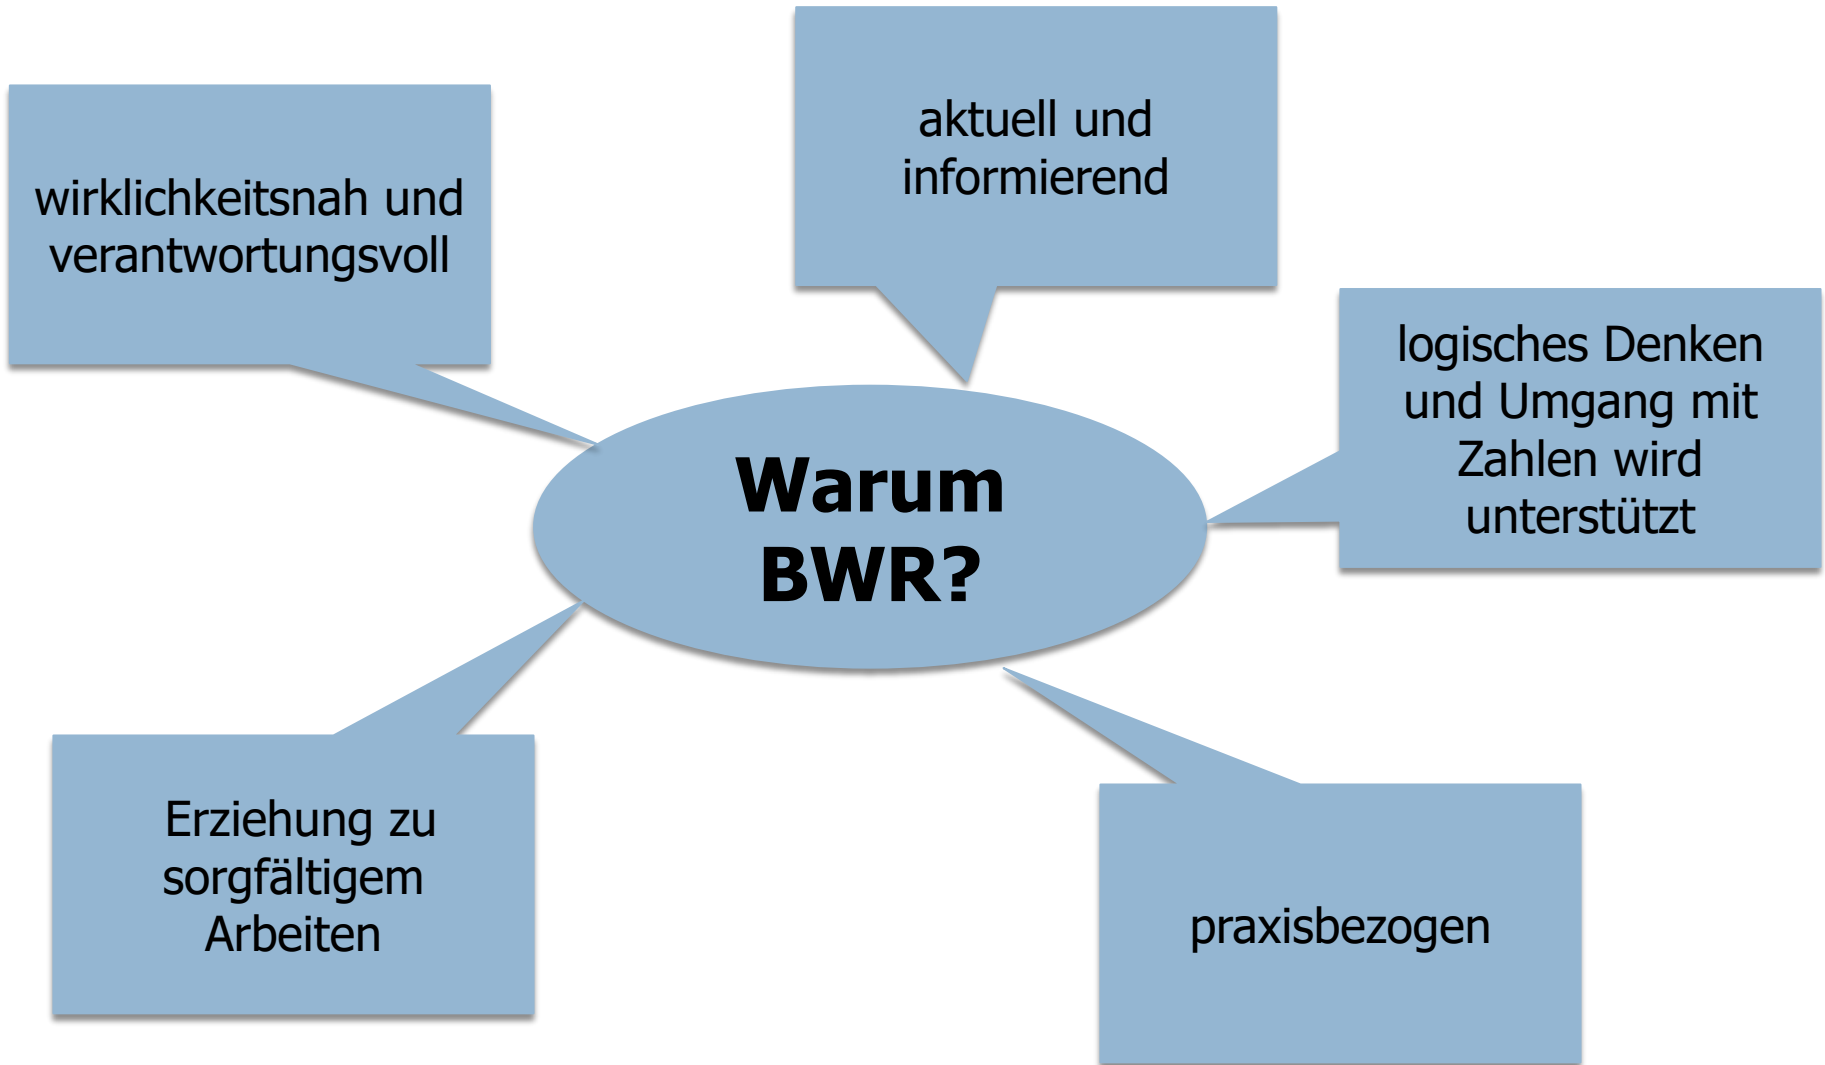 aktuell und
informierend
wirklichkeitsnah und
verantwortungsvoll
logisches Denken
und Umgang mit
Zahlen wird
unterstützt
Warum
BWR?
Erziehung zu
sorgfältigem
Arbeiten
praxisbezogen